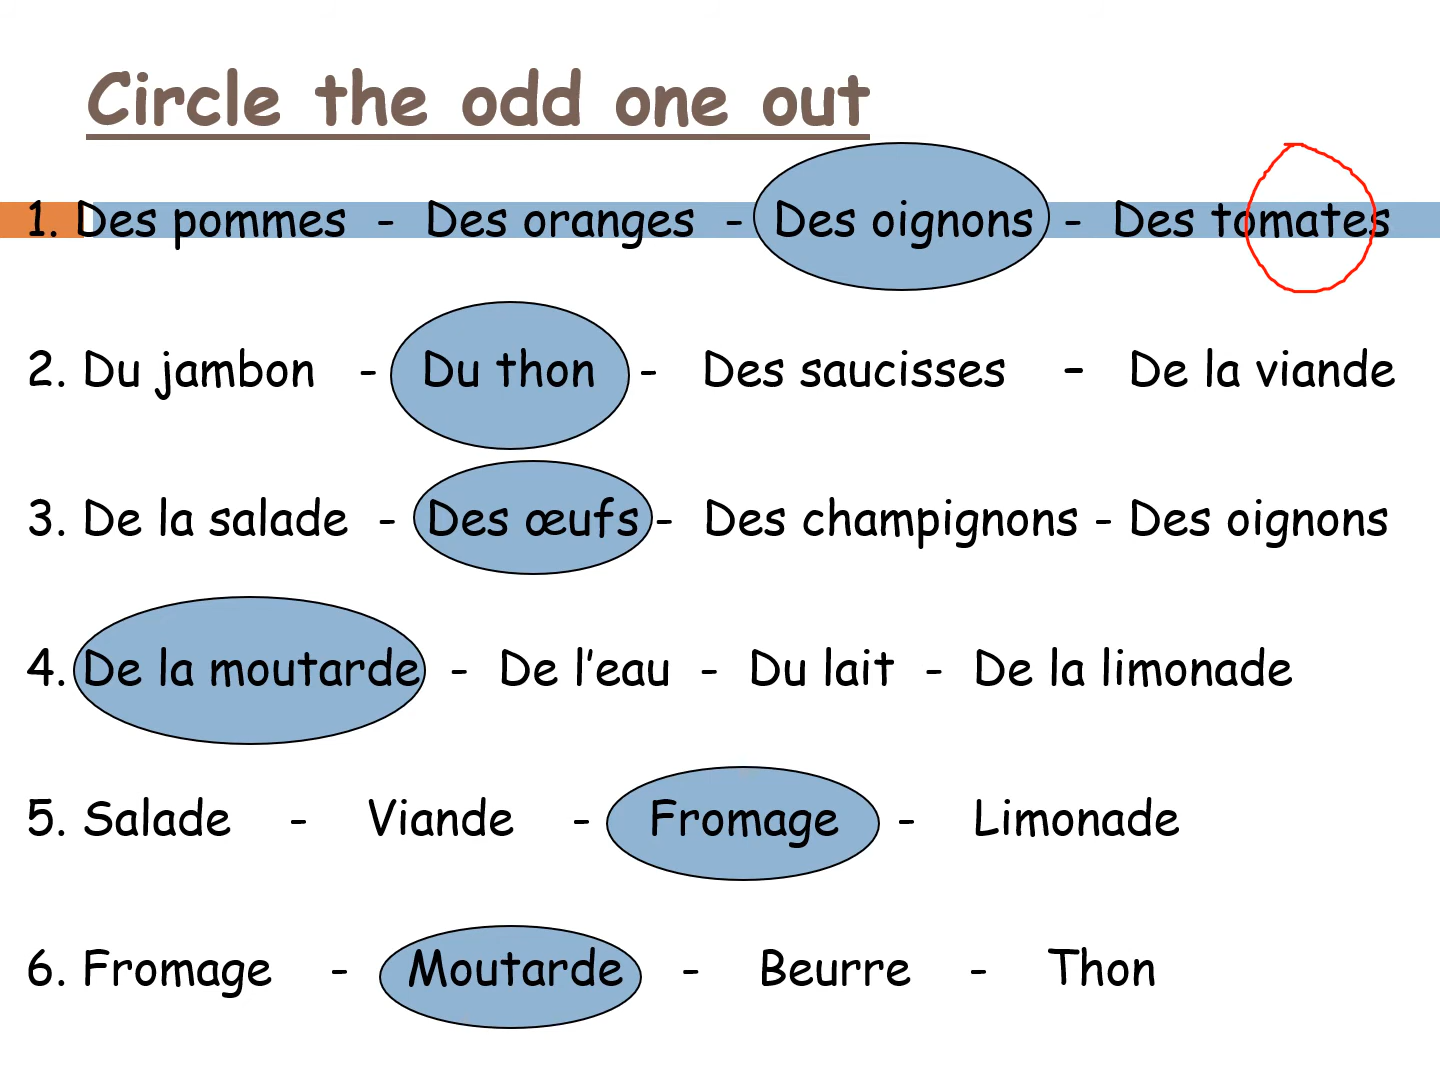 Circle the odd one out
1. Des pommes - Des oranges - Des oignons - Des tomates
2. Du jambon - Du thon - Des saucisses - De la viande
3. De la salade - Des œufs - Des champignons - Des oignons
4. De la moutarde - De l’eau - Du lait - De la limonade
5. Salade - Viande - Fromage - Limonade
6. Fromage - Moutarde - Beurre - Thon